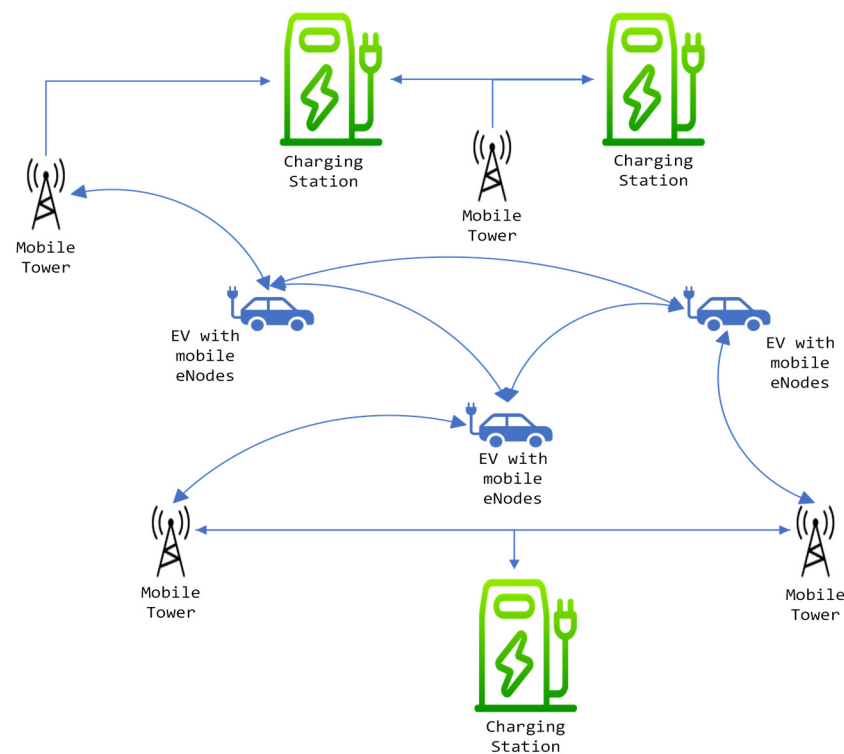 Charging
Station
Charging
Station
Mobile
Tower
Mobile
Tower
EV with
mobile
eNodes
EV with
mobile
eNodes
EV with
mobile
eNodes
Mobile
Tower
Mobile
Tower
Charging
Station